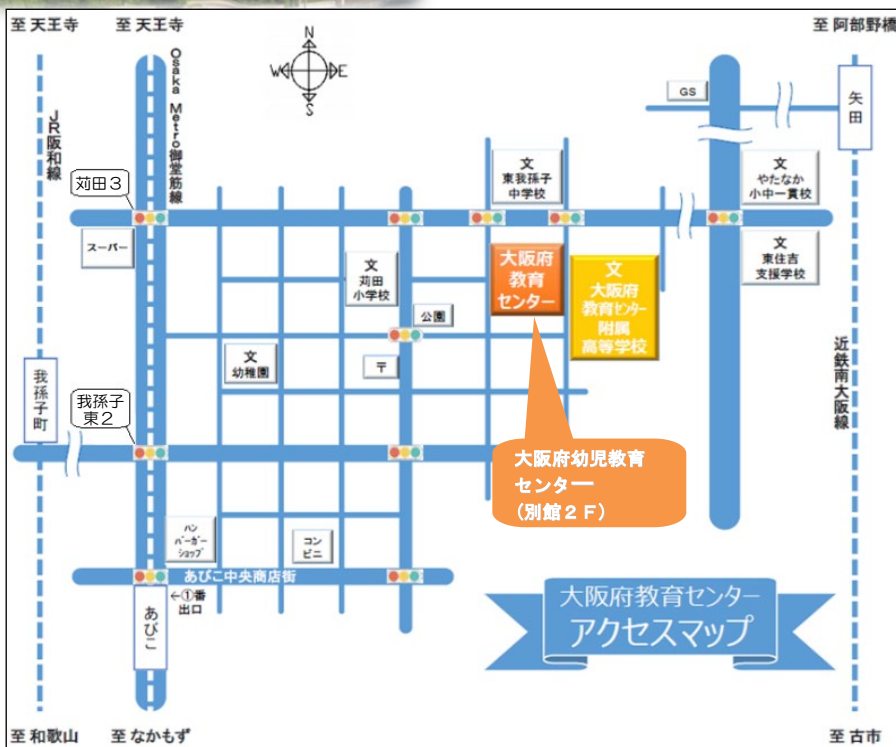 至 天王寺
至 天王寺
至 阿部野橋
N
W
E
S
GS
矢田
JR阪和線
Osaka Metro御堂筋線
苅田3
スーパー
文
東我孫子
中学校
文
やたなか
小中一貫校
文
苅田
小学校
大阪府
教育
センター
文
大阪府
教育センター
附属
高等学校
文
東住吉
支援学校
公園
文
幼稚園
〒
我孫子町
我孫子
東2
近鉄南大阪線
大阪府幼児教育
センター
(別館2F)
ハン
バーガー
ショップ
コン
ビニ
あびこ中央商店街
←①番
出口
あびこ
大阪府教育センター
アクセスマップ
至 和歌山
至 なかもず
至 古市